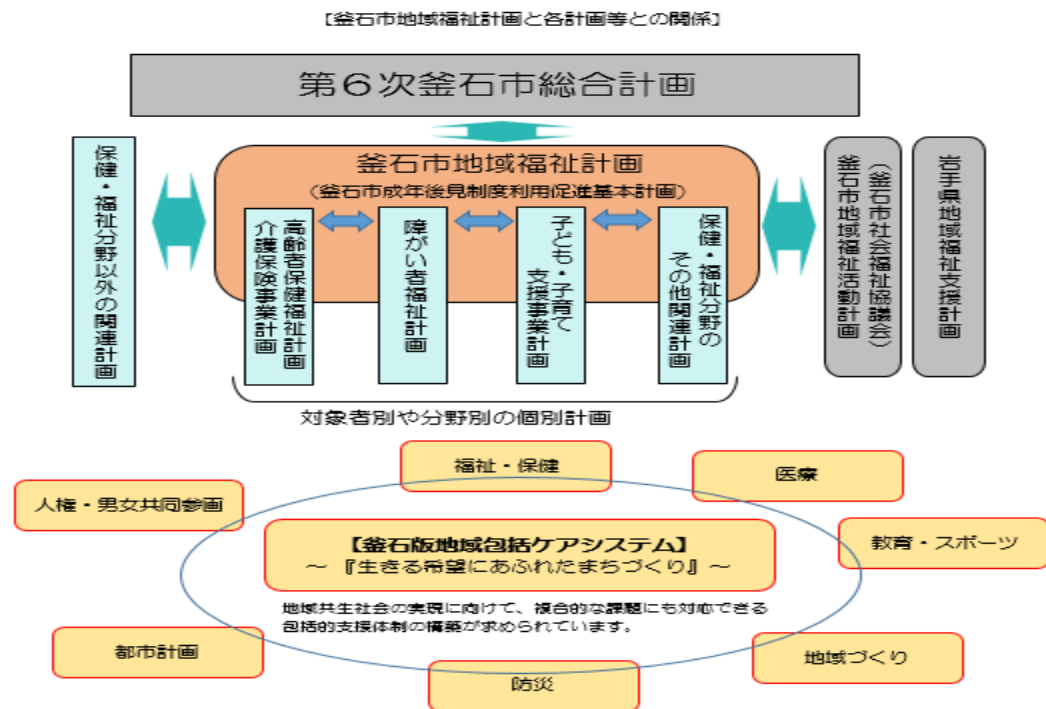 【釜石市地域福祉計画と各計画等との関係】
第６次釜石市総合計画
保健・福祉分野以外の関連計画
釜石市地域福祉計画
（釜石市成年後見制度利用促進基本計画）
高齢者保健福祉計画
介護保険事業計画
障がい者福祉計画
子ども・子育て
支援事業計画
保健・福祉分野の
その他関連計画
（釜石市社会福祉協議会）
釜石市地域福祉活動計画
岩手県地域福祉支援計画
対象者別や分野別の個別計画
福祉・保健
医療
人権・男女共同参画
教育・スポーツ
【釜石版地域包括ケアシステム】
～『生きる希望にあふれたまちづくり』～
地域共生社会の実現に向けて、複合的な課題にも対応できる
包括的支援体制の構築が求められています。
都市計画
地域づくり
防災